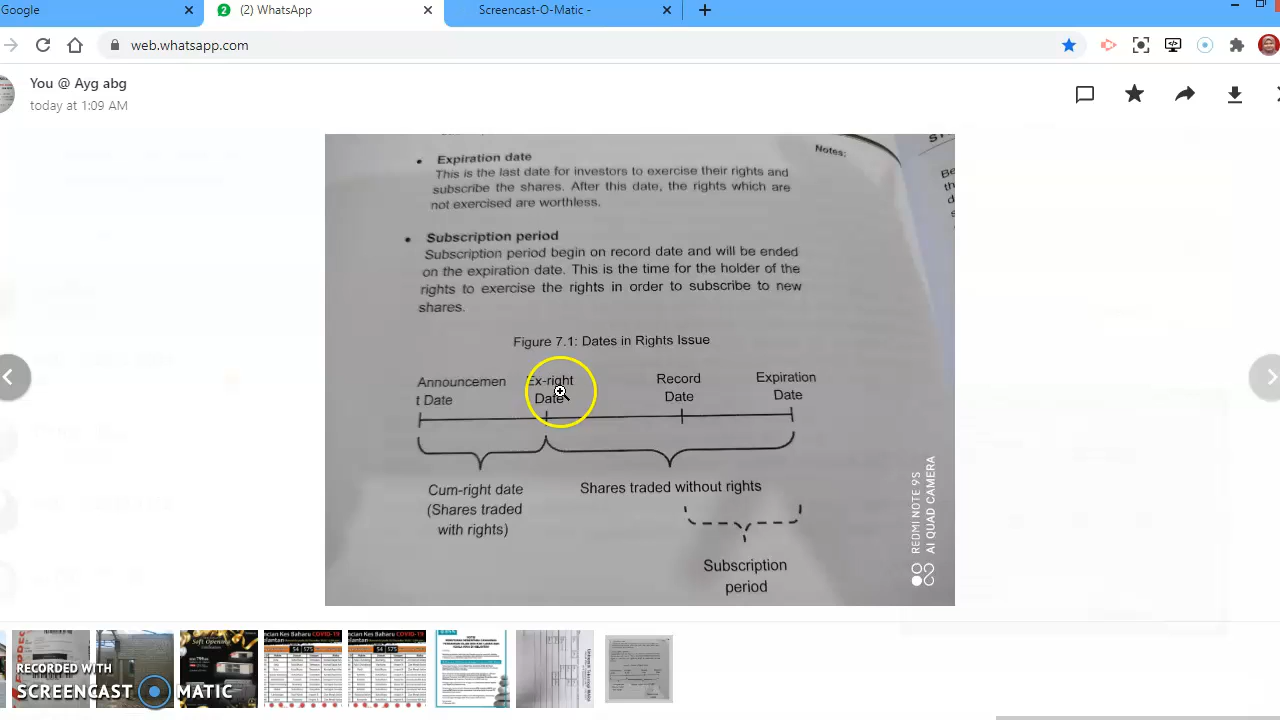 Google
(2) WhatsApp
Screencast-O-Matic -
web.whatsapp.com
You @ Ayg abg
today at 1:09 AM
Notes:
• Expiration date
This is the last date for investors to exercise their rights and
subscribe the shares. After this date, the rights which are
not exercised are worthless.
• Subscription period
Subscription period begin on record date and will be ended
on the expiration date. This is the time for the holder of the
rights to exercise the rights in order to subscribe to new
shares.
Figure 7.1: Dates in Rights Issue
Announcemen
t Date
Ex-right
Date
Record
Date
Expiration
Date
Cum-right date
(Shares traded
with rights)
Shares traded without rights
Subscription
period
REDMI NOTE 9S
AI QUAD CAMERA
Soft Opening
RECORDED WITH
SCREENCAST MATIC